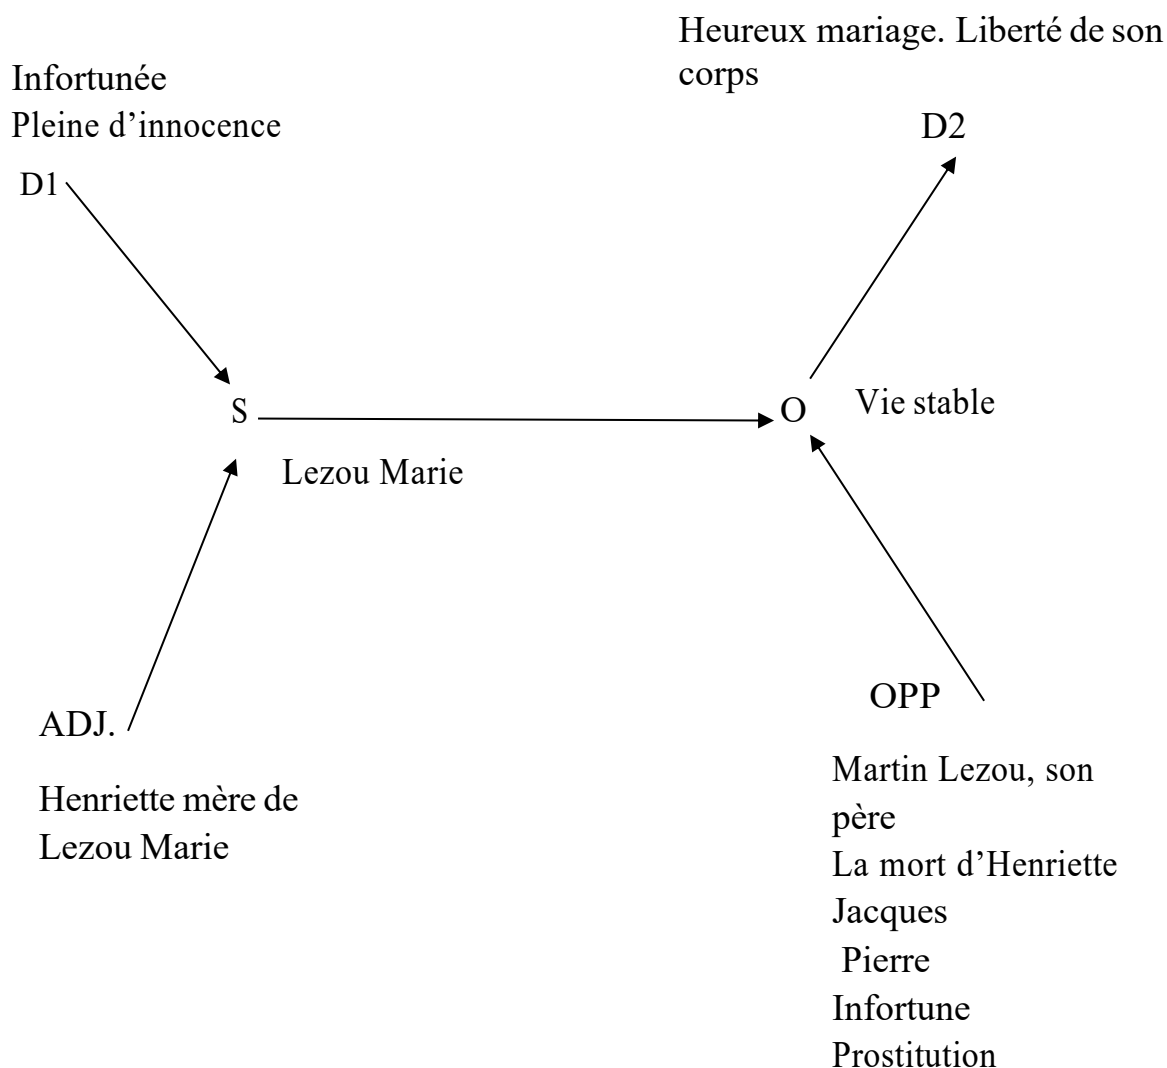 Heureux mariage. Liberté de son
corps
Infortunée
Pleine d’innocence
D2
D1
S
O
Vie stable
Lezou Marie
OPP
ADJ.
Martin Lezou, son
père
Henriette mère de
Lezou Marie
La mort d’Henriette
Jacques
Pierre
Infortune
Prostitution